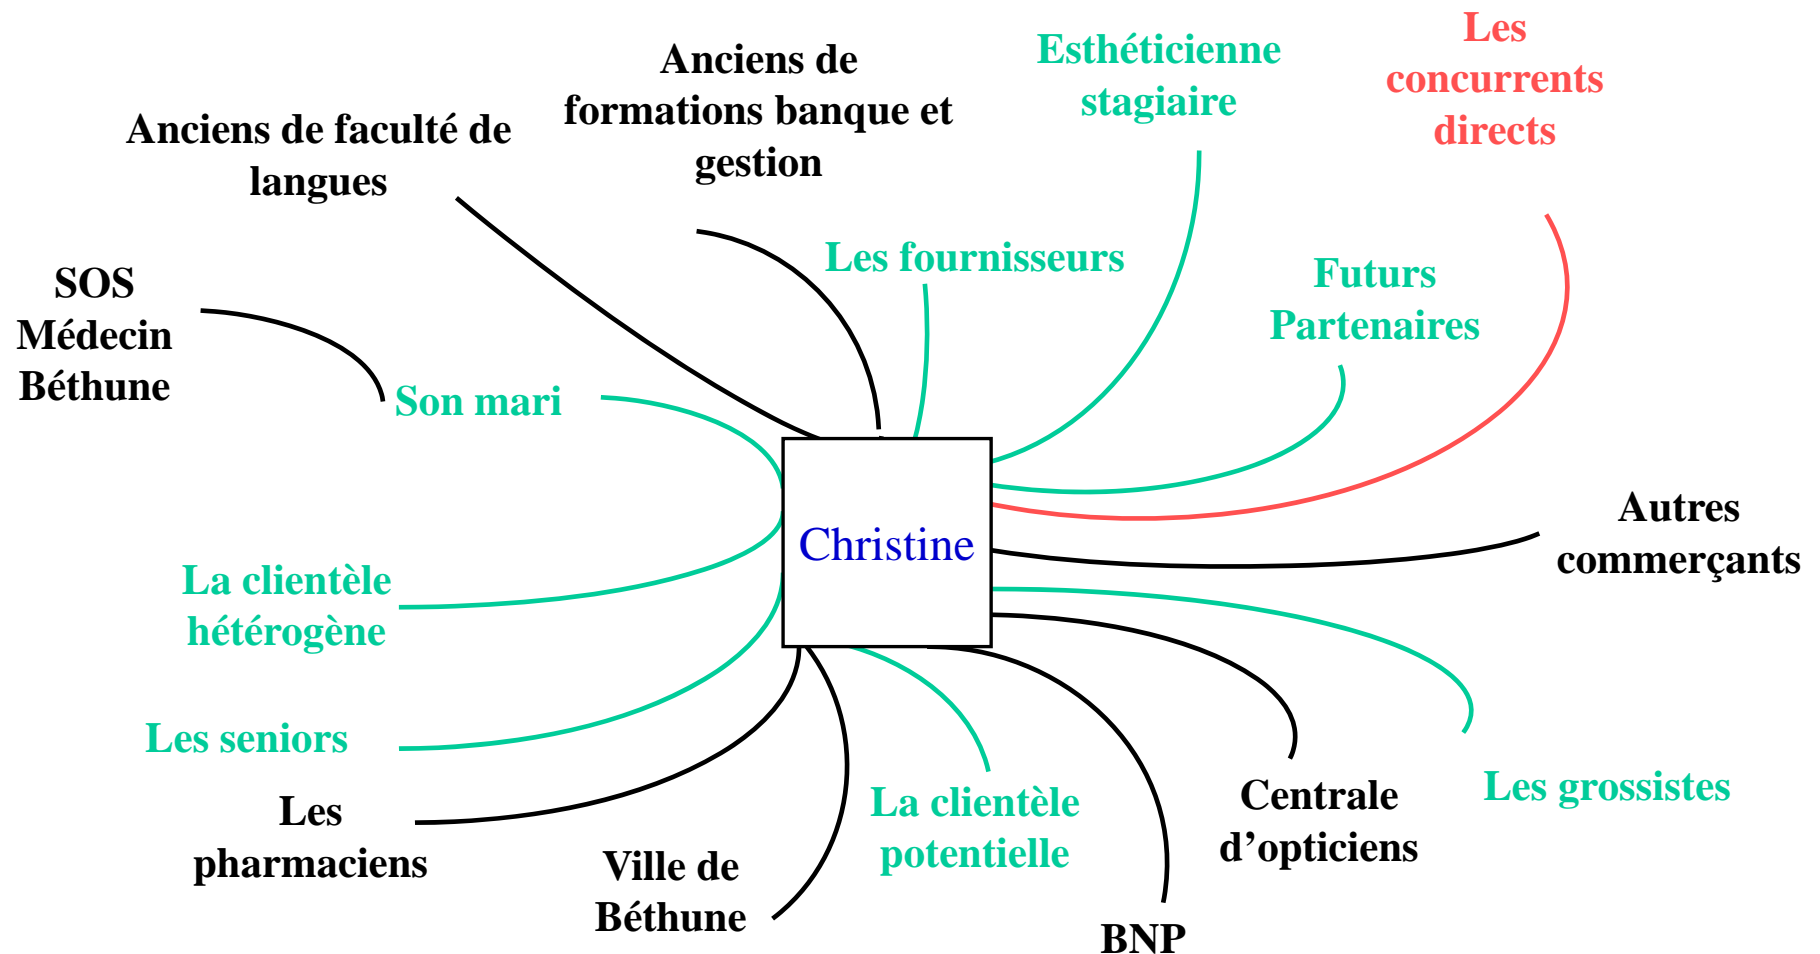 Les
concurrents
directs
Esthéticienne
stagiaire
Anciens de
formations banque et
gestion
Anciens de faculté de
langues
Les fournisseurs
Futurs
Partenaires
SOS
Médecin
Béthune
Son mari
Christine
Autres
commerçants
La clientèle
hétérogène
Les seniors
Les
pharmaciens
Ville de
Béthune
La clientèle
potentielle
BNP
Centrale
d’opticiens
Les grossistes